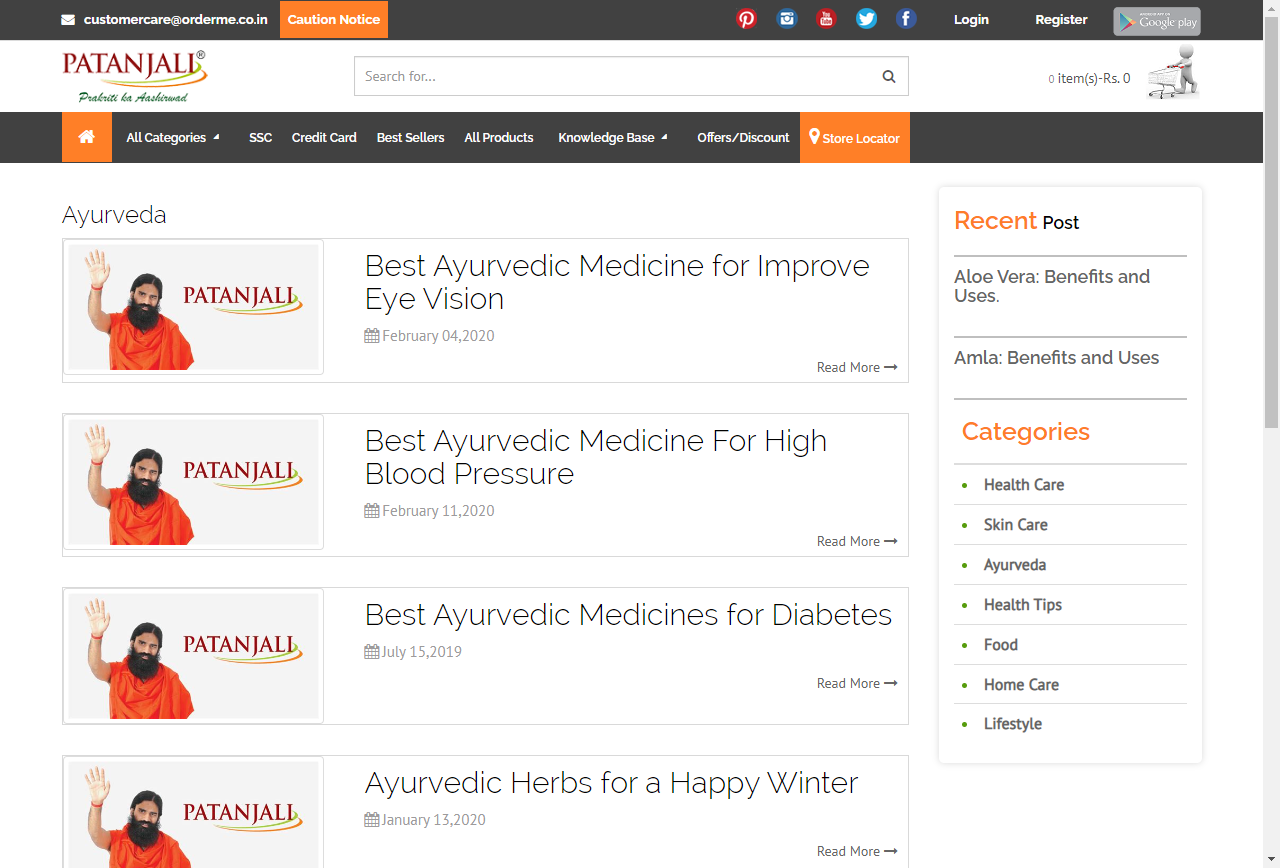 customercare@orderme.co.in Caution Notice Login Register Google play
PATANJALI®
Prakriti ka Aashirwad
Search for...
0 item(s)-Rs. 0
All Categories SSC Credit Card Best Sellers All Products Knowledge Base Offers/Discount Store Locator
Ayurveda
PATANJALI
Best Ayurvedic Medicine for Improve
Eye Vision
February 04,2020
Read More
PATANJALI
Best Ayurvedic Medicine For High
Blood Pressure
February 11,2020
Read More
PATANJALI
Best Ayurvedic Medicines for Diabetes
July 15,2019
Read More
PATANJALI
Ayurvedic Herbs for a Happy Winter
January 13,2020
Read More
Recent Post
Aloe Vera: Benefits and
Uses.
Amla: Benefits and Uses
Categories
Health Care
Skin Care
Ayurveda
Health Tips
Food
Home Care
Lifestyle